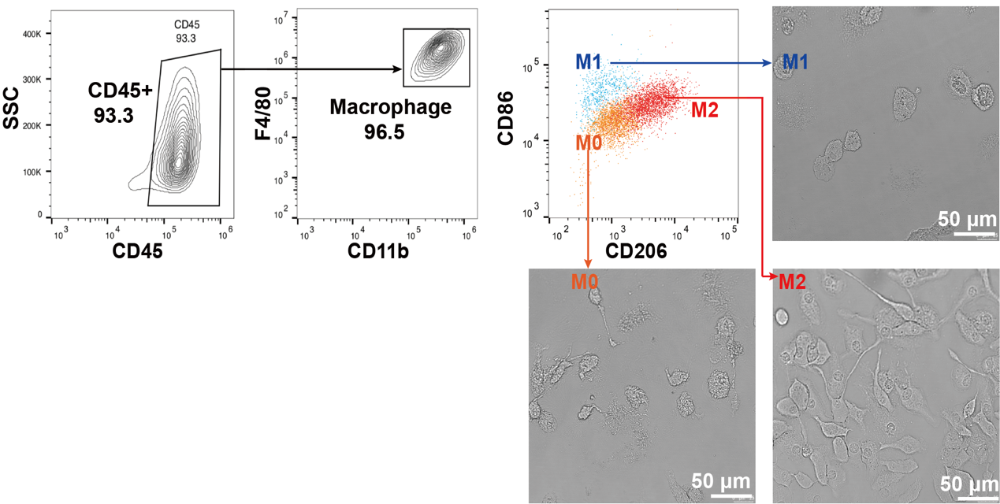 CD45
93.3
CD45+
93.3
SSC
400K
300K
200K
100K
0
10^3
10^4
10^5
10^6
CD45
F4/80
10^7
10^6
10^5
10^4
10^3
10^2
Macrophage
96.5
10^3
10^4
10^5
10^6
CD11b
CD86
10^5
10^4
10^3
M1
M2
M0
10^2
10^3
10^4
10^5
CD206
M1
50 µm
M0
50 µm
M2
50 µm